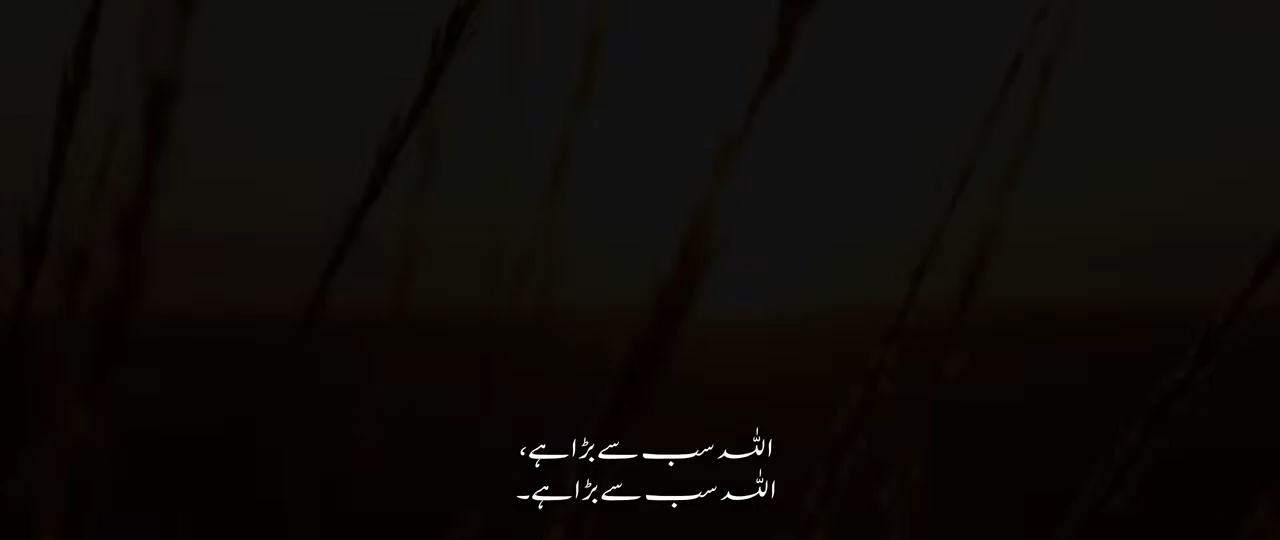 اللہ سب سے بڑا ہے،
اللہ سب سے بڑا ہے۔